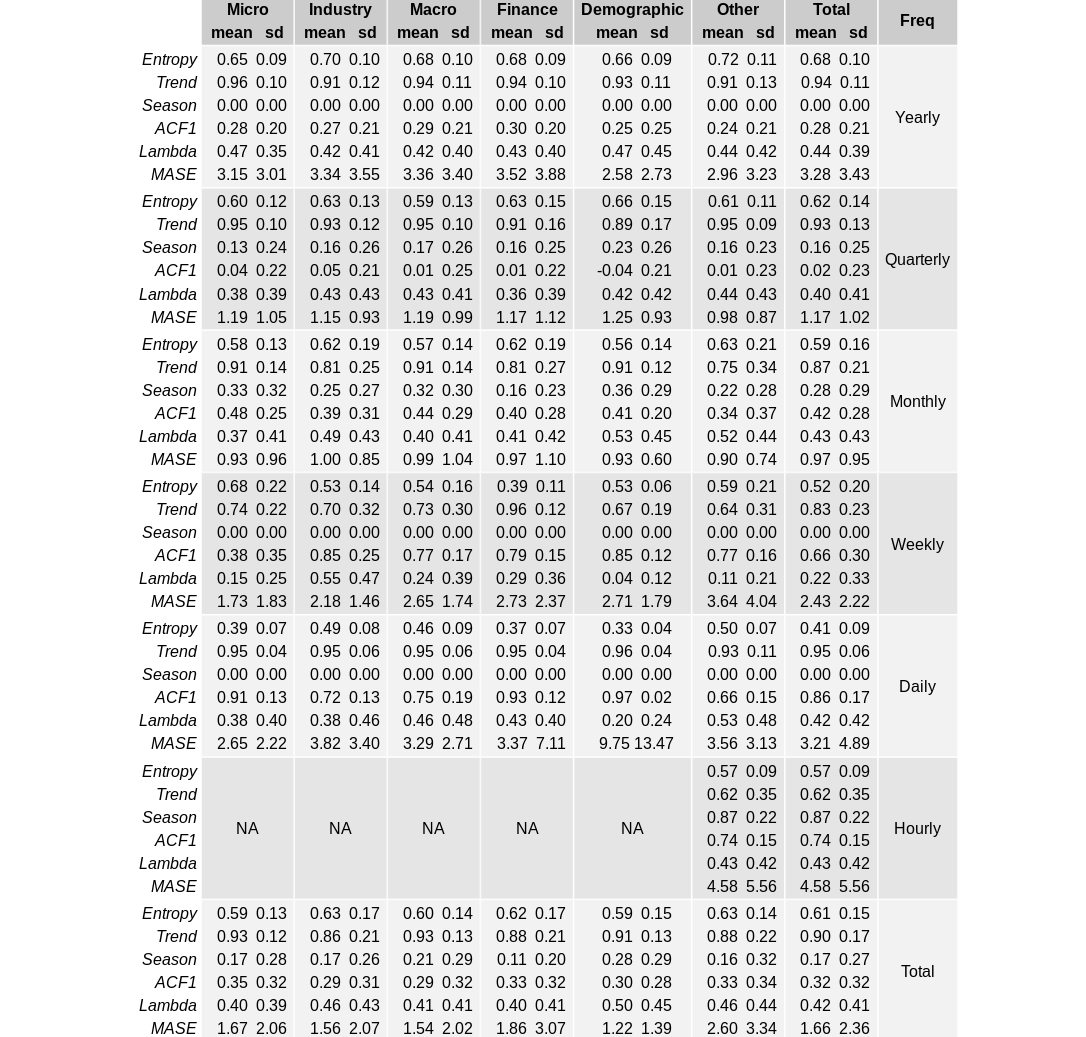 Micro Industry Macro Finance Demographic Other Total Freq
mean sd mean sd mean sd mean sd mean sd mean sd mean sd
Entropy 0.65 0.09 0.70 0.10 0.68 0.10 0.68 0.09 0.66 0.09 0.72 0.11 0.68 0.10
Trend 0.96 0.10 0.91 0.12 0.94 0.11 0.94 0.10 0.93 0.11 0.91 0.13 0.94 0.11
Season 0.00 0.00 0.00 0.00 0.00 0.00 0.00 0.00 0.00 0.00 0.00 0.00 0.00 0.00
Yearly
ACF1 0.28 0.20 0.27 0.21 0.29 0.21 0.30 0.20 0.25 0.25 0.24 0.21 0.28 0.21
Lambda 0.47 0.35 0.42 0.41 0.42 0.40 0.43 0.40 0.47 0.45 0.44 0.42 0.44 0.39
MASE 3.15 3.01 3.34 3.55 3.36 3.40 3.52 3.88 2.58 2.73 2.96 3.23 3.28 3.43
Entropy 0.60 0.12 0.63 0.13 0.59 0.13 0.63 0.15 0.66 0.15 0.61 0.11 0.62 0.14
Trend 0.95 0.10 0.93 0.12 0.95 0.10 0.91 0.16 0.89 0.17 0.95 0.09 0.93 0.13
Season 0.13 0.24 0.16 0.26 0.17 0.26 0.16 0.25 0.23 0.26 0.16 0.23 0.16 0.25
Quarterly
ACF1 0.04 0.22 0.05 0.21 0.01 0.25 0.01 0.22 -0.04 0.21 0.01 0.23 0.02 0.23
Lambda 0.38 0.39 0.43 0.43 0.43 0.41 0.36 0.39 0.42 0.42 0.44 0.43 0.40 0.41
MASE 1.19 1.05 1.15 0.93 1.19 0.99 1.17 1.12 1.25 0.93 0.98 0.87 1.17 1.02
Entropy 0.58 0.13 0.62 0.19 0.57 0.14 0.62 0.19 0.56 0.14 0.63 0.21 0.59 0.16
Trend 0.91 0.14 0.81 0.25 0.91 0.14 0.81 0.27 0.91 0.12 0.75 0.34 0.87 0.21
Season 0.33 0.32 0.25 0.27 0.32 0.30 0.16 0.23 0.36 0.29 0.22 0.28 0.28 0.29
Monthly
ACF1 0.48 0.25 0.39 0.31 0.44 0.29 0.40 0.28 0.41 0.20 0.34 0.37 0.42 0.28
Lambda 0.37 0.41 0.49 0.43 0.40 0.41 0.41 0.42 0.53 0.45 0.52 0.44 0.43 0.43
MASE 0.93 0.96 1.00 0.85 0.99 1.04 0.97 1.10 0.93 0.60 0.90 0.74 0.97 0.95
Entropy 0.68 0.22 0.53 0.14 0.54 0.16 0.39 0.11 0.53 0.06 0.59 0.21 0.52 0.20
Trend 0.74 0.22 0.70 0.32 0.73 0.30 0.96 0.12 0.67 0.19 0.64 0.31 0.83 0.23
Season 0.00 0.00 0.00 0.00 0.00 0.00 0.00 0.00 0.00 0.00 0.00 0.00 0.00 0.00
Weekly
ACF1 0.38 0.35 0.85 0.25 0.77 0.17 0.79 0.15 0.85 0.12 0.77 0.16 0.66 0.30
Lambda 0.15 0.25 0.55 0.47 0.24 0.39 0.29 0.36 0.04 0.12 0.11 0.21 0.22 0.33
MASE 1.73 1.83 2.18 1.46 2.65 1.74 2.73 2.37 2.71 1.79 3.64 4.04 2.43 2.22
Entropy 0.39 0.07 0.49 0.08 0.46 0.09 0.37 0.07 0.33 0.04 0.50 0.07 0.41 0.09
Trend 0.95 0.04 0.95 0.06 0.95 0.06 0.95 0.04 0.96 0.04 0.93 0.11 0.95 0.06
Season 0.00 0.00 0.00 0.00 0.00 0.00 0.00 0.00 0.00 0.00 0.00 0.00 0.00 0.00
Daily
ACF1 0.91 0.13 0.72 0.13 0.75 0.19 0.93 0.12 0.97 0.02 0.66 0.15 0.86 0.17
Lambda 0.38 0.40 0.38 0.46 0.46 0.48 0.43 0.40 0.20 0.24 0.53 0.48 0.42 0.42
MASE 2.65 2.22 3.82 3.40 3.29 2.71 3.37 7.11 9.75 13.47 3.56 3.13 3.21 4.89
Entropy 0.57 0.09 0.57 0.09
Trend 0.62 0.35 0.62 0.35
Season 0.87 0.22 0.87 0.22
NA NA NA NA NA Hourly
ACF1 0.74 0.15 0.74 0.15
Lambda 0.43 0.42 0.43 0.42
MASE 4.58 5.56 4.58 5.56
Entropy 0.59 0.13 0.63 0.17 0.60 0.14 0.62 0.17 0.59 0.15 0.63 0.14 0.61 0.15
Trend 0.93 0.12 0.86 0.21 0.93 0.13 0.88 0.21 0.91 0.13 0.88 0.22 0.90 0.17
Season 0.17 0.28 0.17 0.26 0.21 0.29 0.11 0.20 0.28 0.29 0.16 0.32 0.17 0.27
Total
ACF1 0.35 0.32 0.29 0.31 0.29 0.32 0.33 0.32 0.30 0.28 0.33 0.34 0.32 0.32
Lambda 0.40 0.39 0.46 0.43 0.41 0.41 0.40 0.41 0.50 0.45 0.46 0.44 0.42 0.41
MASE 1.67 2.06 1.56 2.07 1.54 2.02 1.86 3.07 1.22 1.39 2.60 3.34 1.66 2.36